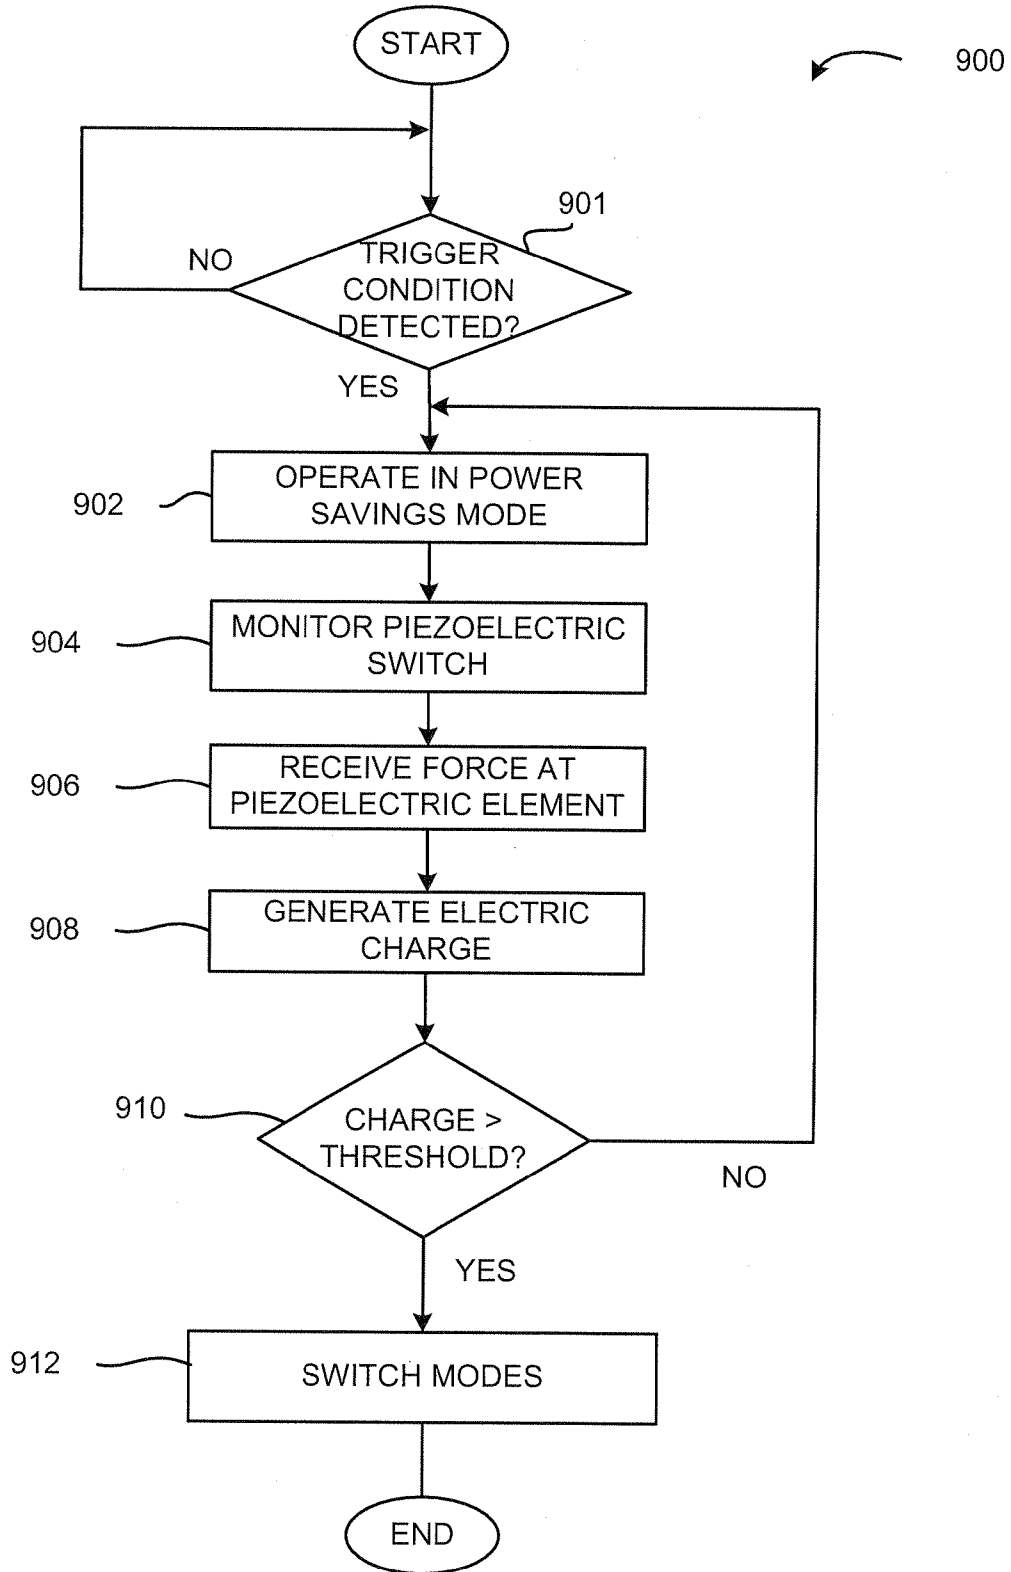 START
900
901
NO
TRIGGER
CONDITION
DETECTED?
YES
902
OPERATE IN POWER
SAVINGS MODE
904
MONITOR PIEZOELECTRIC
SWITCH
906
RECEIVE FORCE AT
PIEZOELECTRIC ELEMENT
908
GENERATE ELECTRIC
CHARGE
910
CHARGE >
THRESHOLD?
NO
YES
912
SWITCH MODES
END